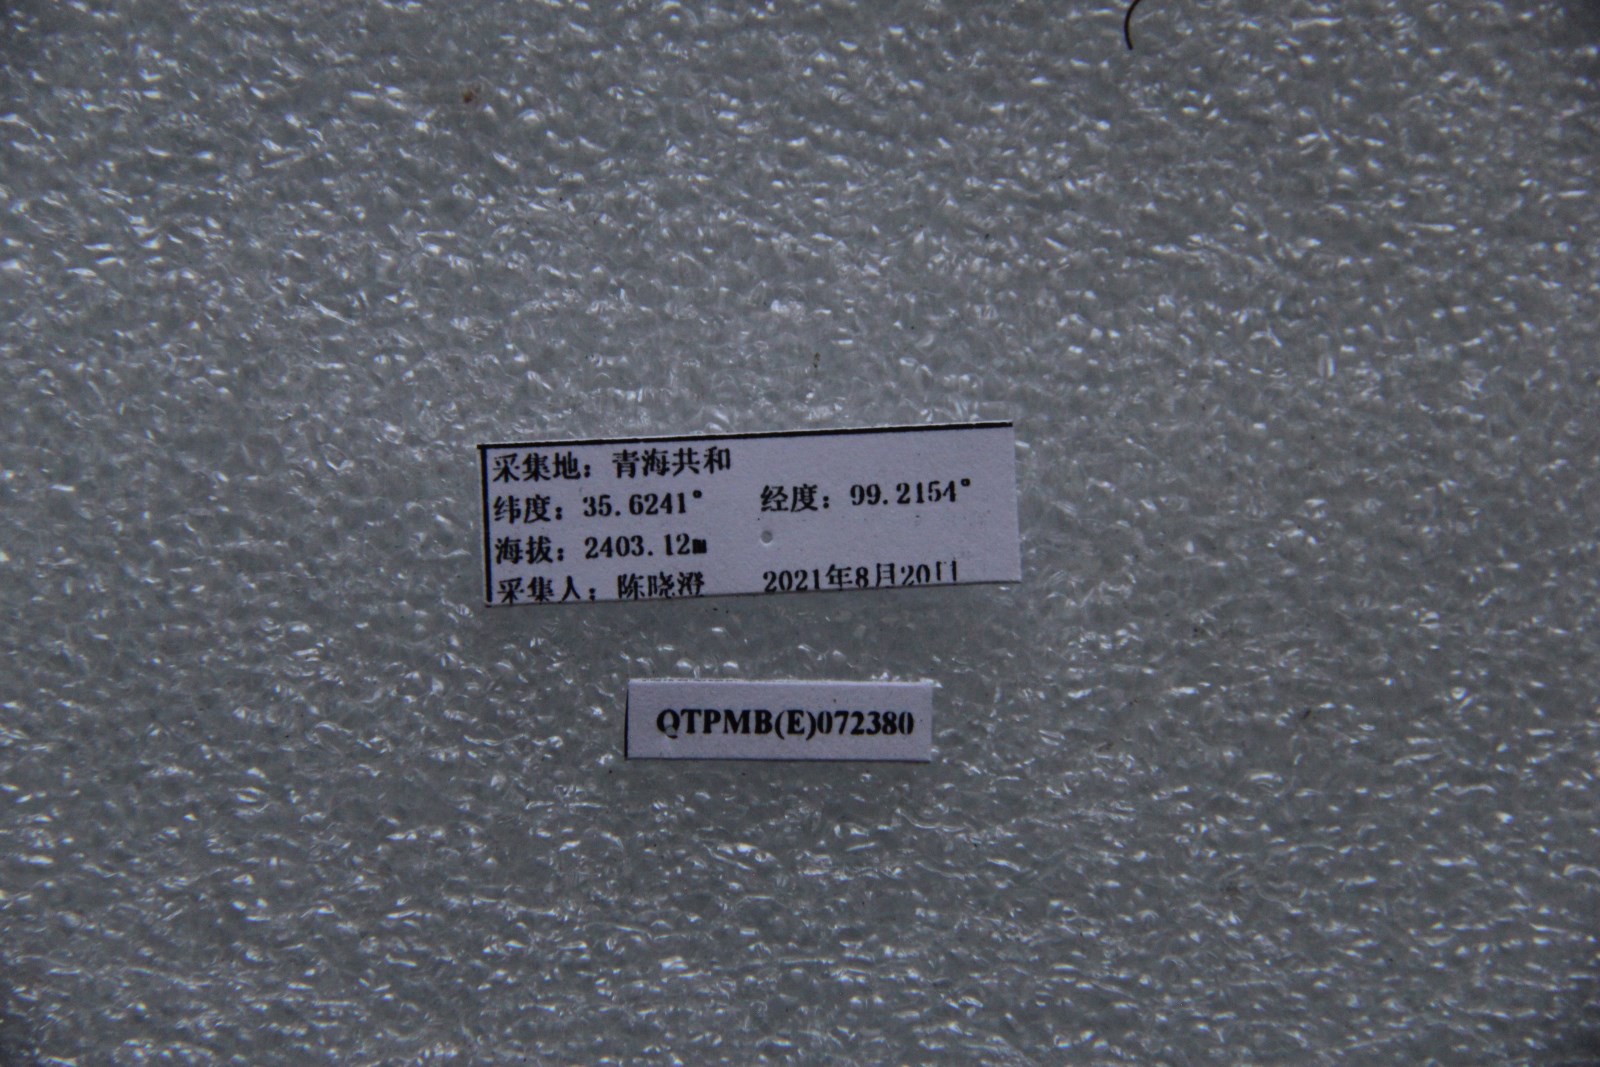 采集地：青海共和
纬度：35.6241° 经度：99.2154°
海拔：2403.12m
采集人：陈晓澄 2021年8月20日
QTPMB(E)072380